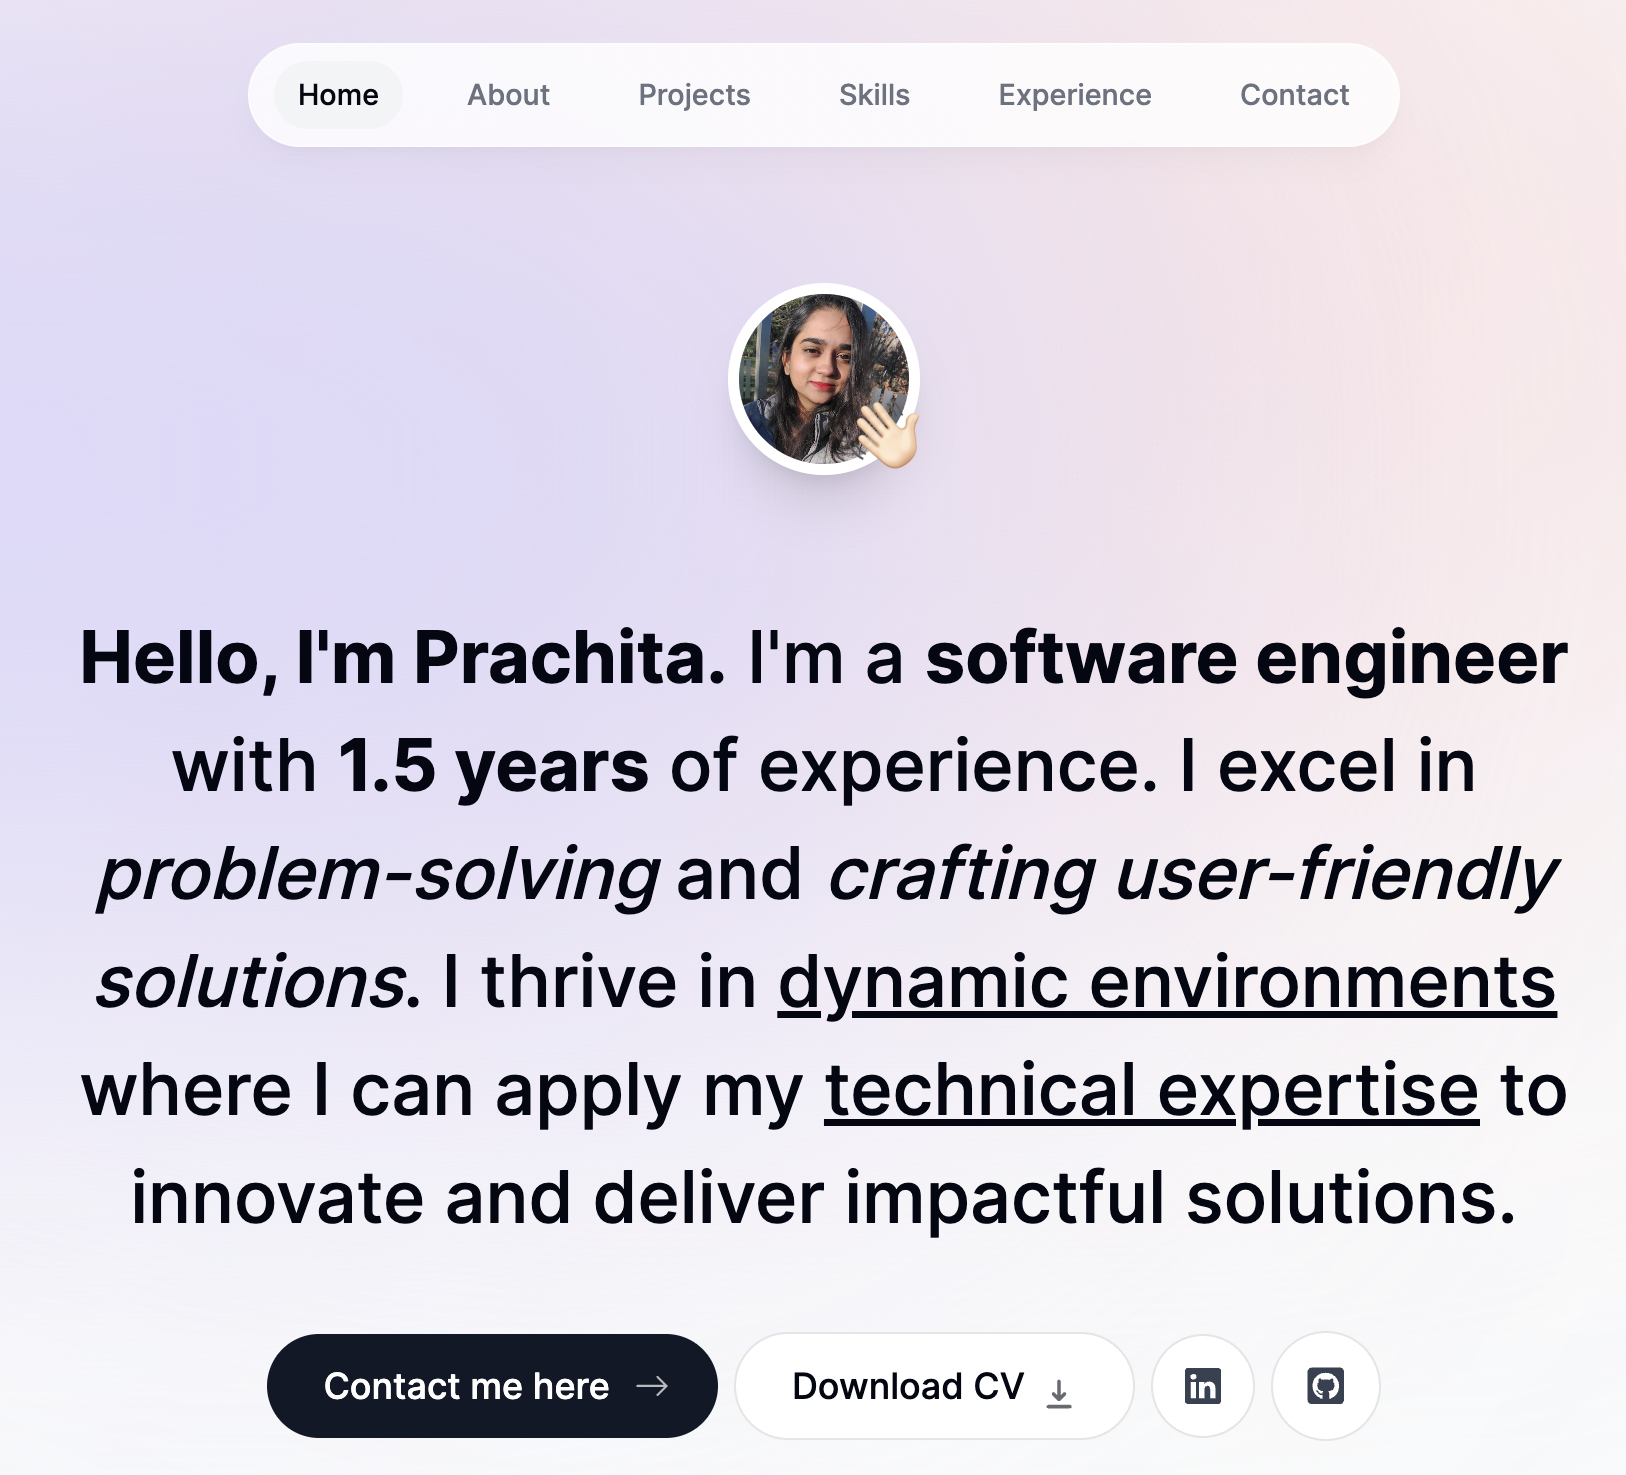 Home About Projects Skills Experience Contact
Hello, I'm Prachita. I'm a software engineer
with 1.5 years of experience. I excel in
problem-solving and crafting user-friendly
solutions. I thrive in dynamic environments
where I can apply my technical expertise to
innovate and deliver impactful solutions.
Contact me here Download CV in